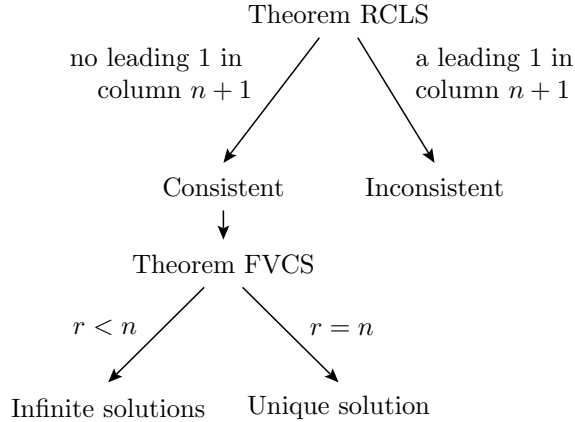 Theorem RCLS
no leading 1 in
column n + 1
a leading 1 in
column n + 1
Consistent
Inconsistent
Theorem FVCS
r < n
r = n
Infinite solutions
Unique solution